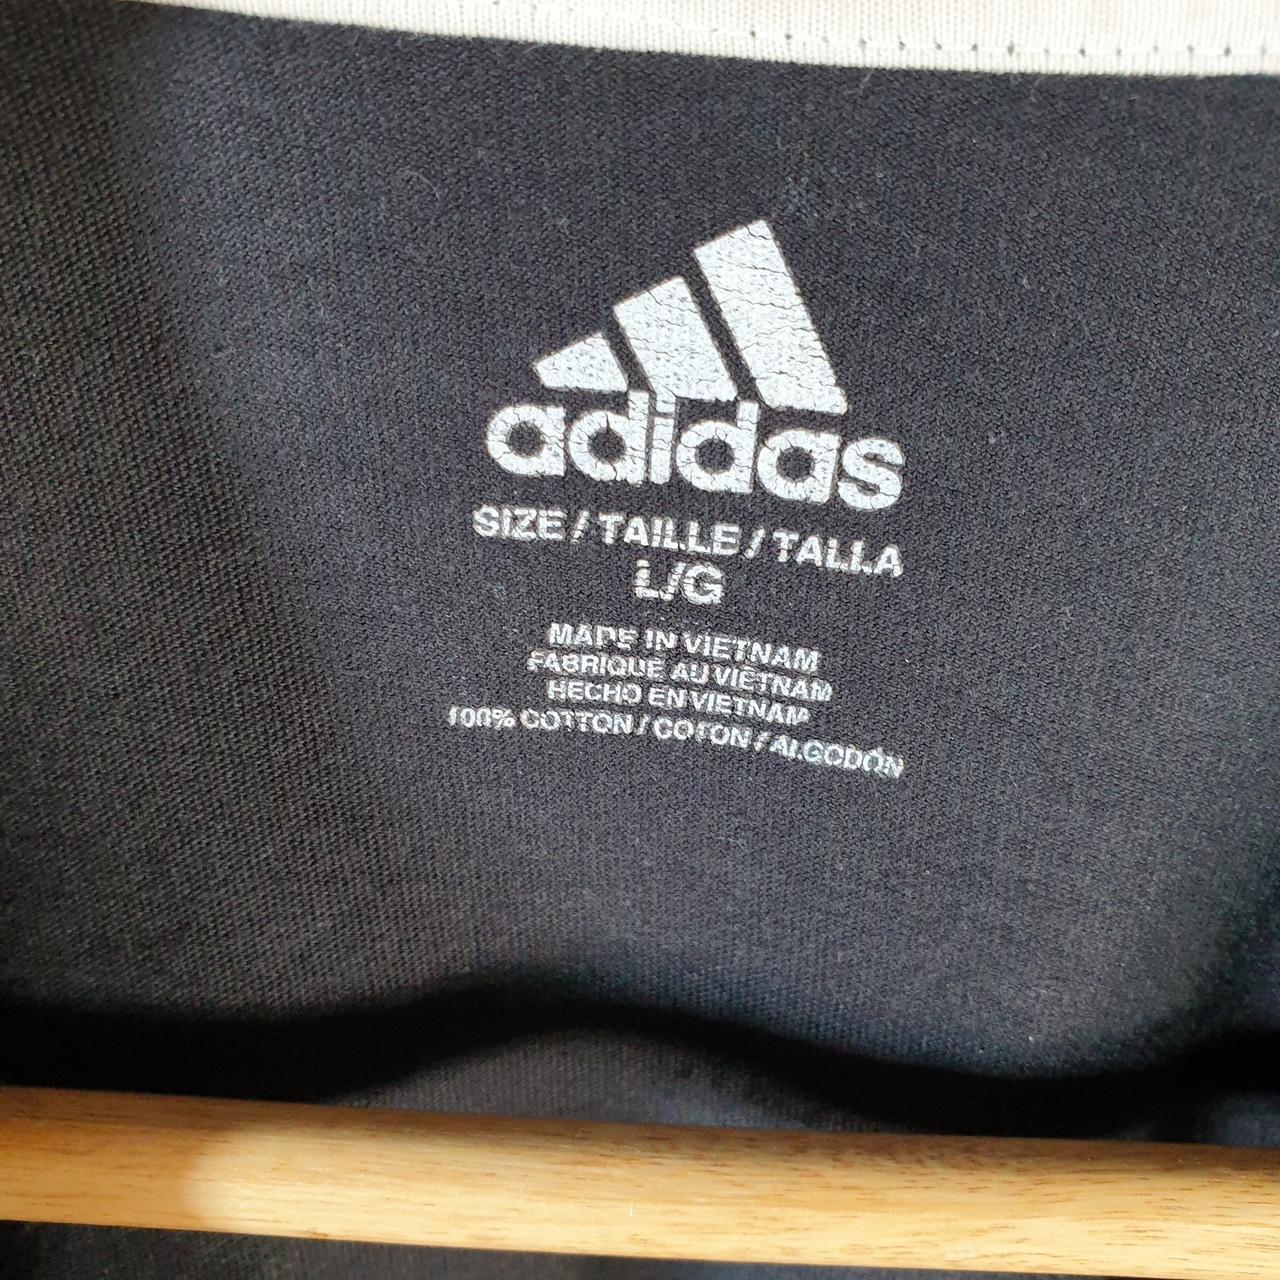 adidas
SIZE / TAILLE / TALLA
L/G
MADE IN VIETNAM
FABRIQUE AU VIETNAM
HECHO EN VIETNAM
100% COTTON / COTON / ALGODÓN